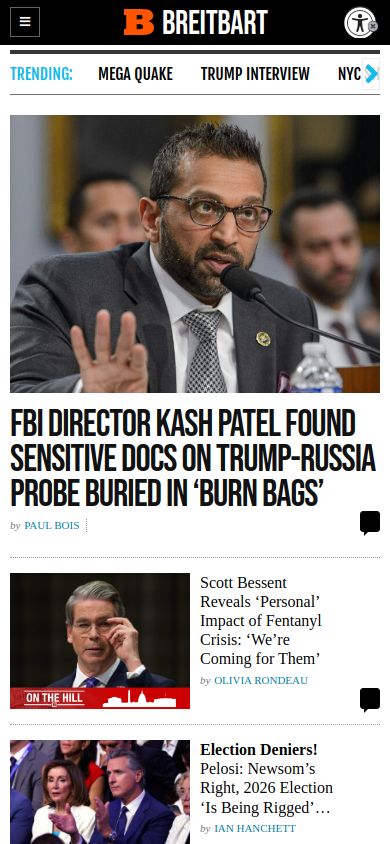 B BREITBART
TRENDING:
MEGA QUAKE
TRUMP INTERVIEW
NYC
FBI DIRECTOR KASH PATEL FOUND
SENSITIVE DOCS ON TRUMP-RUSSIA
PROBE BURIED IN ‘BURN BAGS’
by PAUL BOIS
ON THE HILL
Scott Bessent
Reveals ‘Personal’
Impact of Fentanyl
Crisis: ‘We’re
Coming for Them’
by OLIVIA RONDEAU
Election Deniers!
Pelosi: Newsom’s
Right, 2026 Election
‘Is Being Rigged’…
by IAN HANCHETT